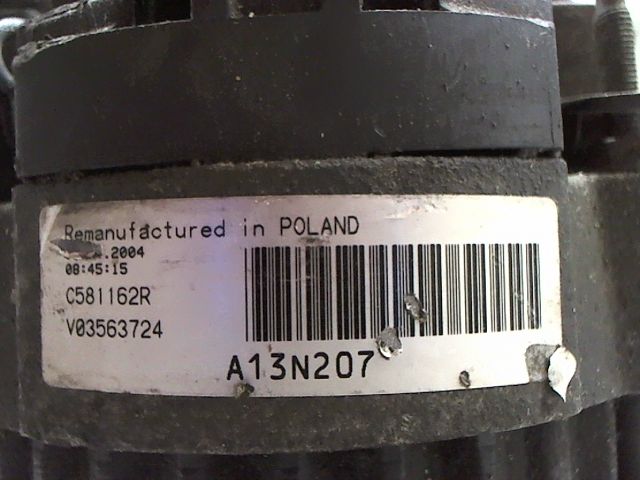 Remanufactured in POLAND
.2004
08:45:15
C581162R
V03563724
A13N207